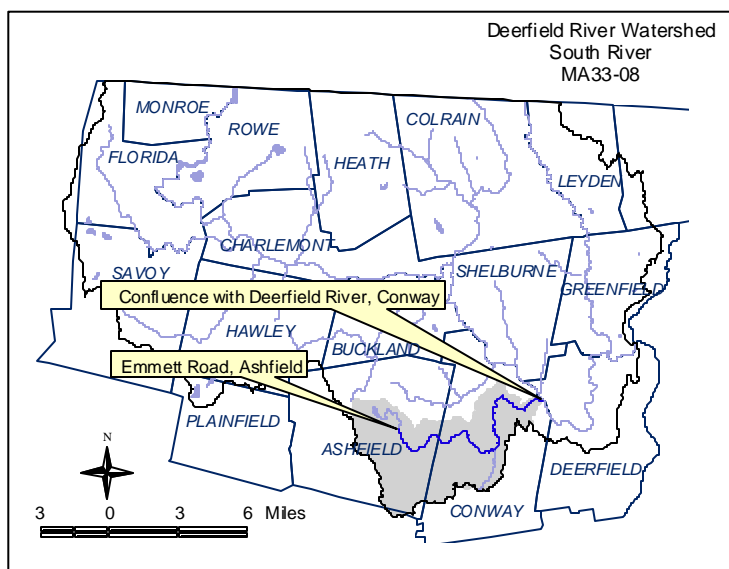 Deerfield River Watershed
South River
MA33-08
MONROE
ROWE
COLRAIN
FLORIDA
HEATH
LEYDEN
CHARLEMONT
SAVOY
SHELBURNE
GREENFIELD
Confluence with Deerfield River, Conway
HAWLEY
BUCKLAND
Emmett Road, Ashfield
PLAINFIELD
ASHFIELD
DEERFIELD
CONWAY
N
3 0 3 6 Miles